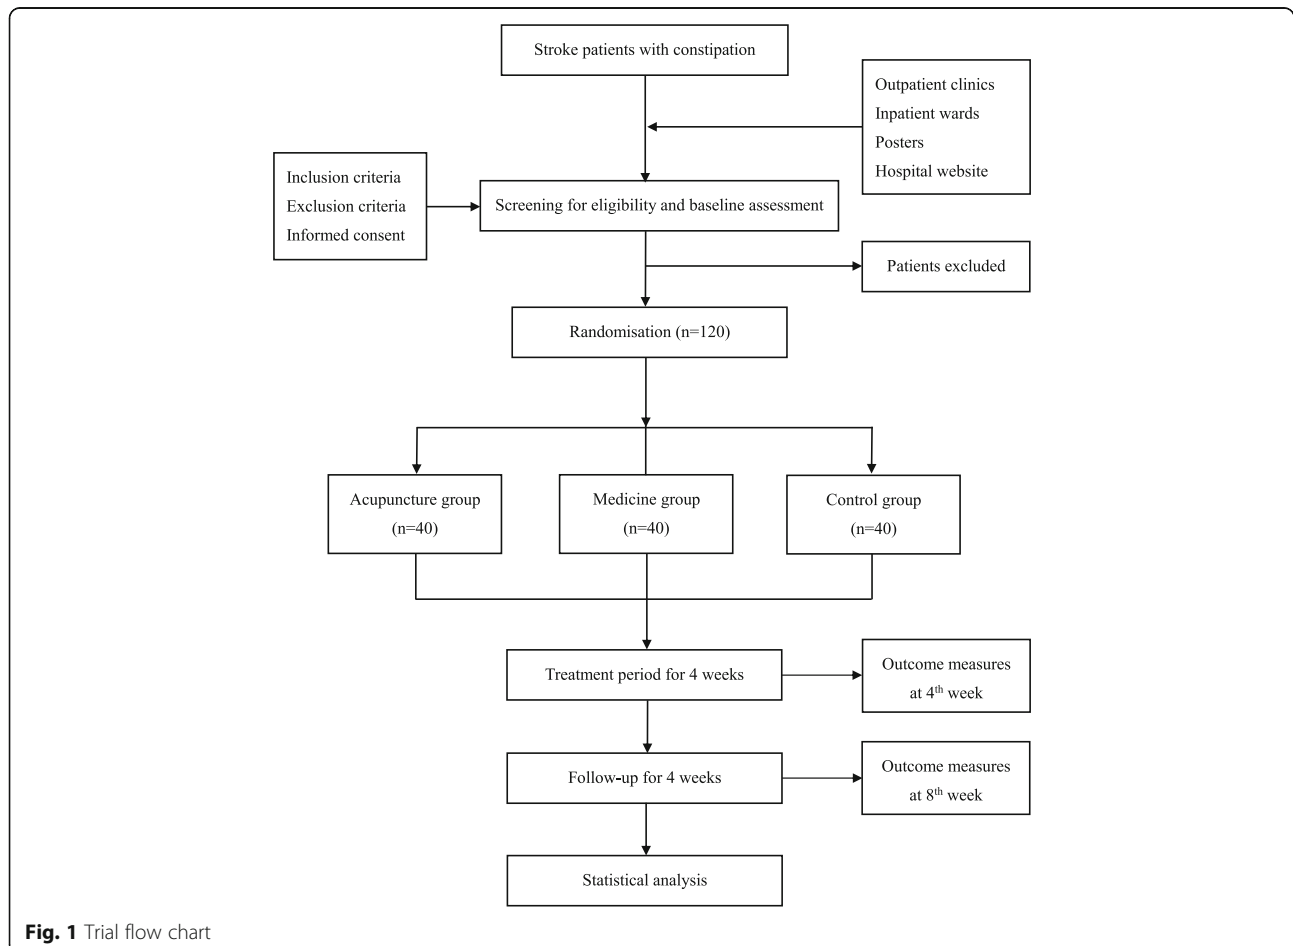 Stroke patients with constipation
Outpatient clinics
Inpatient wards
Posters
Hospital website
Inclusion criteria
Exclusion criteria
Informed consent
Screening for eligibility and baseline assessment
Patients excluded
Randomisation (n=120)
Acupuncture group
(n=40)
Medicine group
(n=40)
Control group
(n=40)
Treatment period for 4 weeks
Outcome measures
at 4th week
Follow-up for 4 weeks
Outcome measures
at 8th week
Statistical analysis
Fig. 1 Trial flow chart